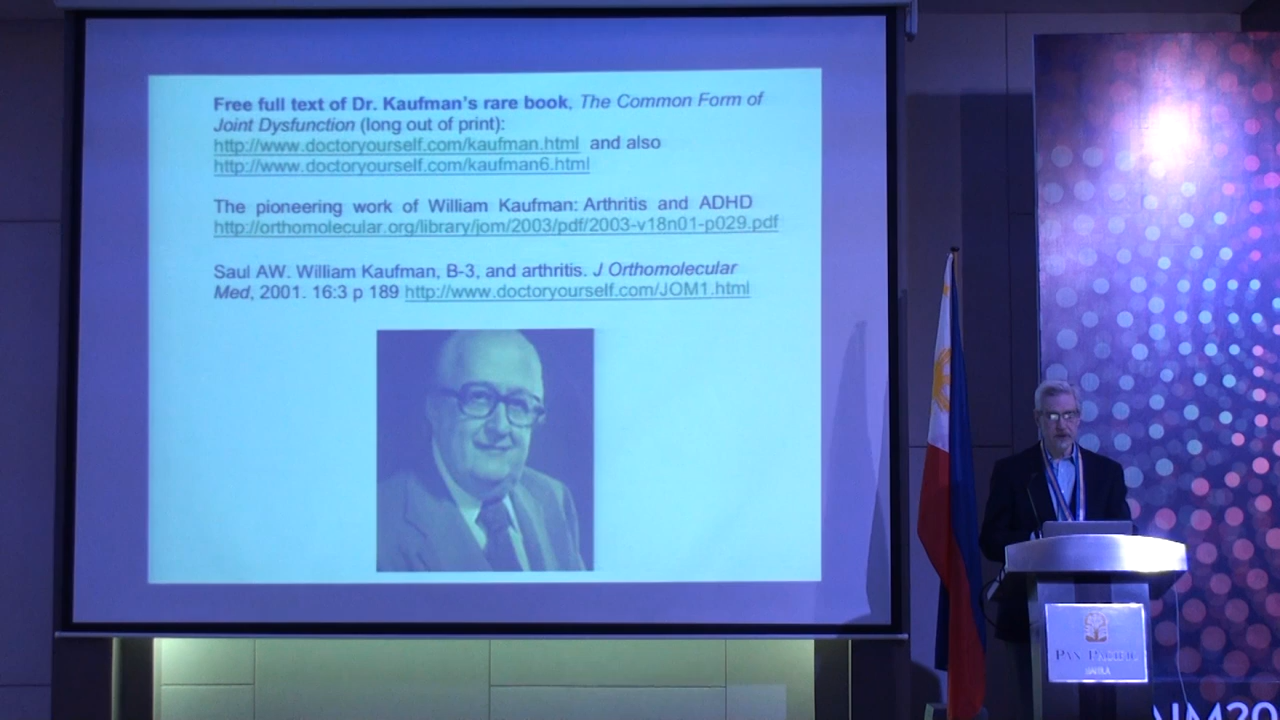 Free full text of Dr. Kaufman's rare book, The Common Form of
Joint Dysfunction (long out of print):
http://www.doctoryourself.com/kaufman.html and also
http://www.doctoryourself.com/kaufman6.html
The pioneering work of William Kaufman: Arthritis and ADHD
http://orthomolecular.org/library/jom/2003/pdf/2003-v18n01-p029.pdf
Saul AW. William Kaufman, B-3, and arthritis. J Orthomolecular
Med, 2001. 16:3 p 189 http://www.doctoryourself.com/JOM1.html
PAN PACIFIC